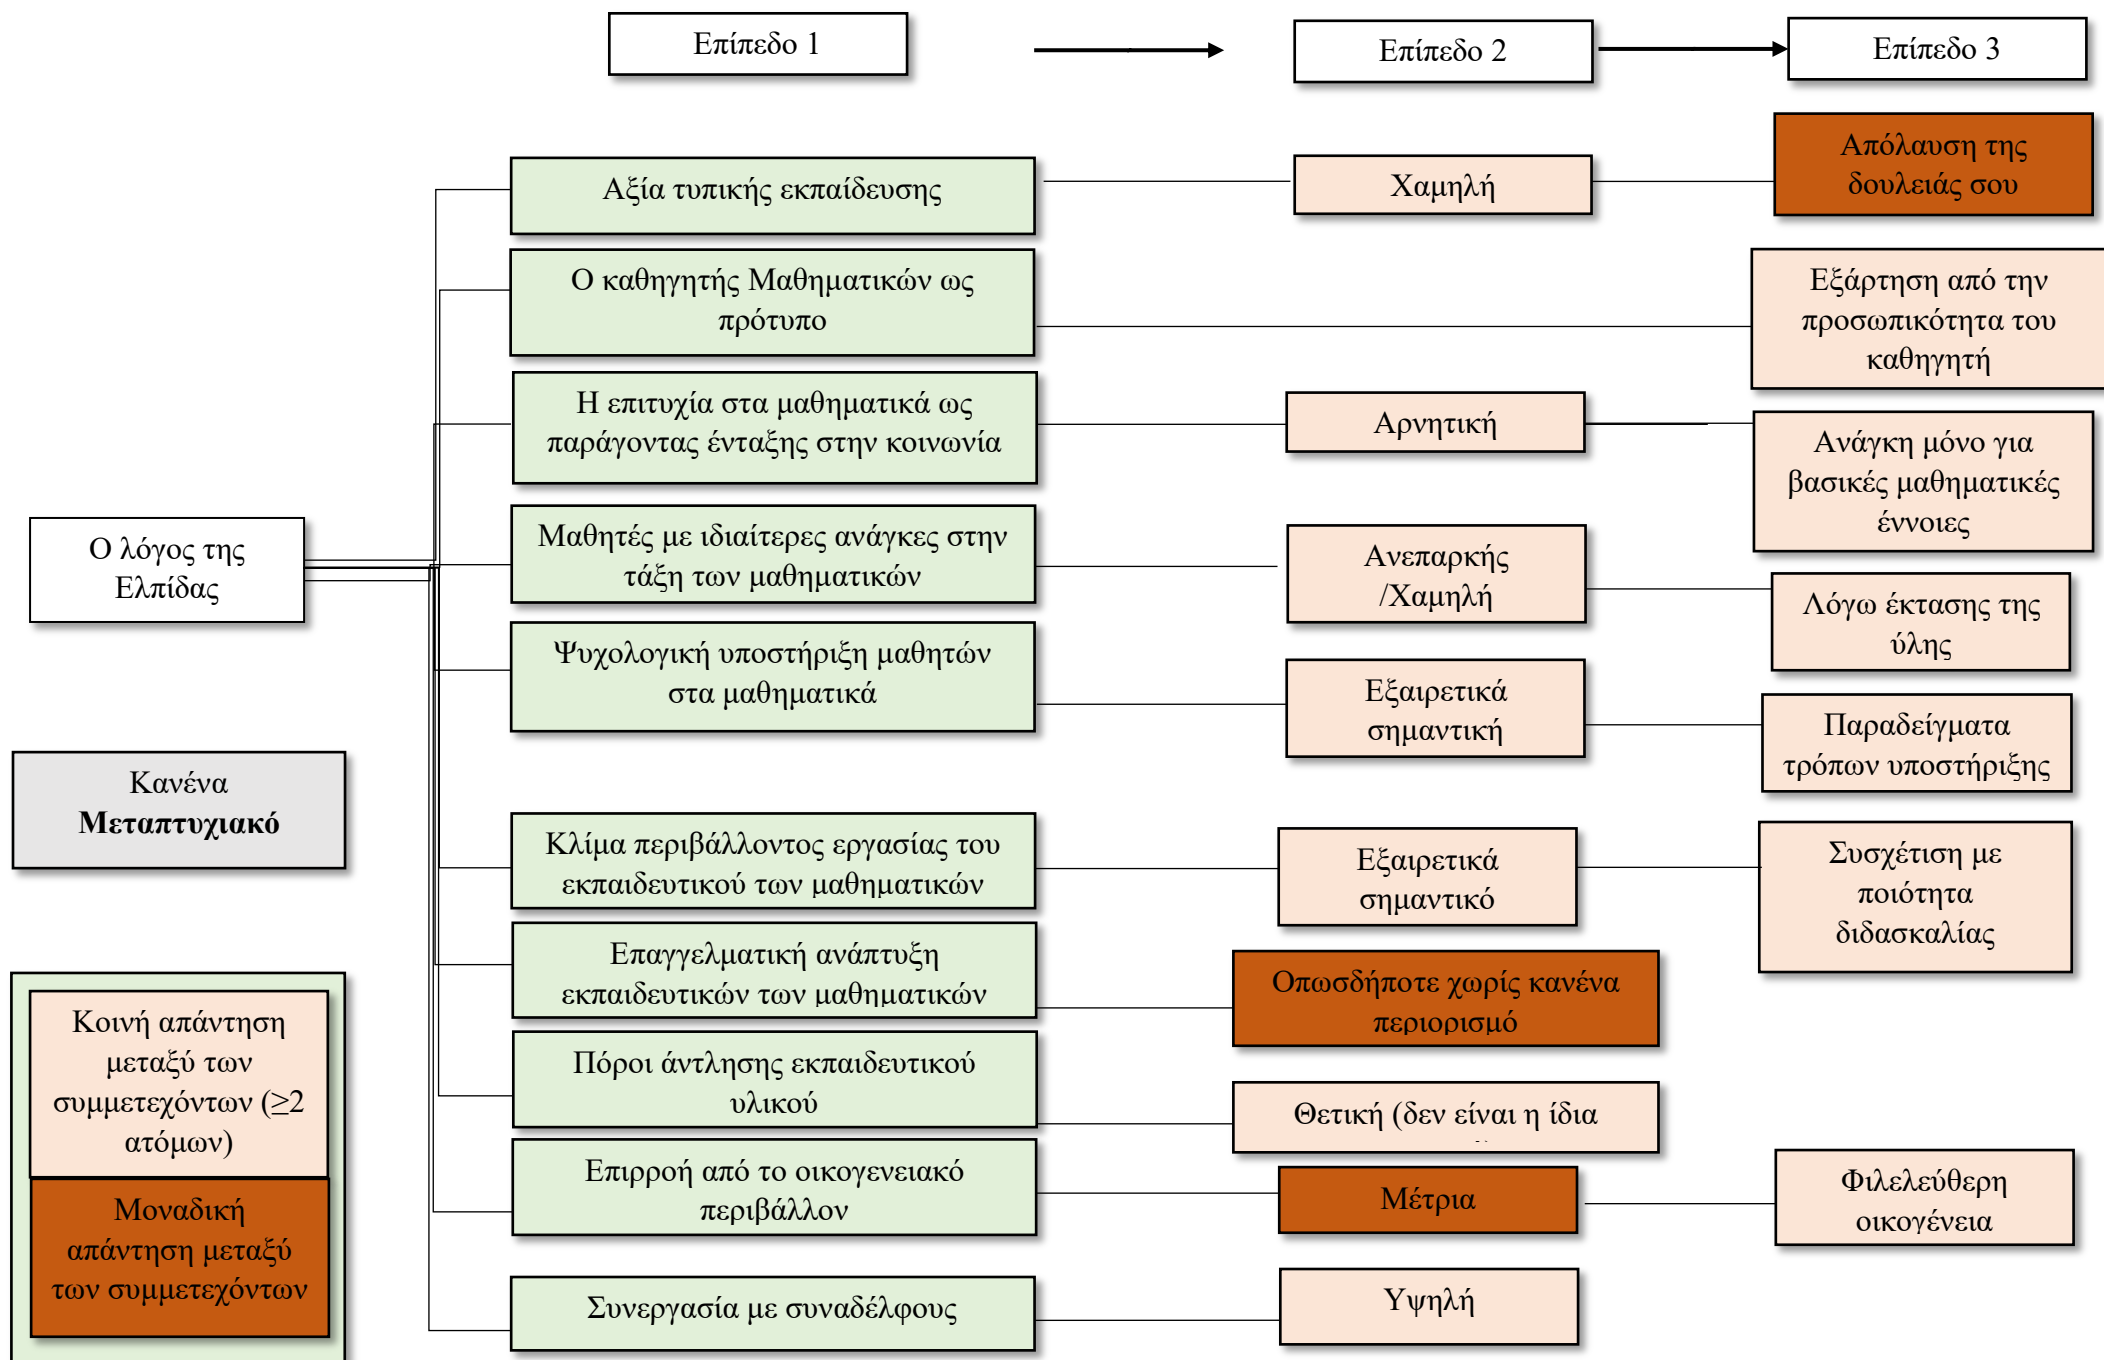 Επίπεδο 1
Επίπεδο 2
Επίπεδο 3
Αξία τυπικής εκπαίδευσης
Χαμηλή
Απόλαυση της
δουλειάς σου
Ο καθηγητής Μαθηματικών ως
πρότυπο
Εξάρτηση από την
προσωπικότητα του
καθηγητή
Η επιτυχία στα μαθηματικά ως
παράγοντας ένταξης στην κοινωνία
Αρνητική
Ανάγκη μόνο για
βασικές μαθηματικές
έννοιες
Ο λόγος της
Ελπίδας
Μαθητές με ιδιαίτερες ανάγκες στην
τάξη των μαθηματικών
Ανεπαρκής
/Χαμηλή
Λόγω έκτασης της
ύλης
Ψυχολογική υποστήριξη μαθητών
στα μαθηματικά
Εξαιρετικά
σημαντική
Παραδείγματα
τρόπων υποστήριξης
Κανένα
Μεταπτυχιακό
Κλίμα περιβάλλοντος εργασίας του
εκπαιδευτικού των μαθηματικών
Εξαιρετικά
σημαντικό
Συσχέτιση με
ποιότητα
διδασκαλίας
Επαγγελματική ανάπτυξη
εκπαιδευτικών των μαθηματικών
Οπωσδήποτε χωρίς κανένα
περιορισμό
Κοινή απάντηση
μεταξύ των
συμμετεχόντων (≥2
ατόμων)
Πόροι άντλησης εκπαιδευτικού
υλικού
Θετική (δεν είναι η ίδια
Επιρροή από το οικογενειακό
περιβάλλον
Μέτρια
Φιλελεύθερη
οικογένεια
Μοναδική
απάντηση μεταξύ
των συμμετεχόντων
Συνεργασία με συναδέλφους
Υψηλή